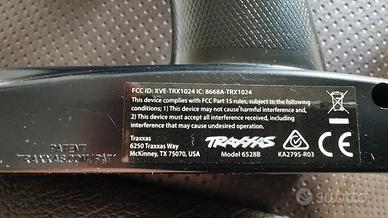 FCC ID: XVE-TRX1024 IC: 8668A-TRX1024
This device complies with FCC Part 15 rules, subject to the following
conditions; 1) This device may not cause harmful interference and,
2) This device must accept all interference received, including
interference that may cause undesired operation.
Traxxas
6250 Traxxas Way
McKinney, TX 75070, USA
TRAXXAS
Model 6528B
KA2795-R03
CE
PATENT
TRAXXAS.COM/PAT
SUBITO